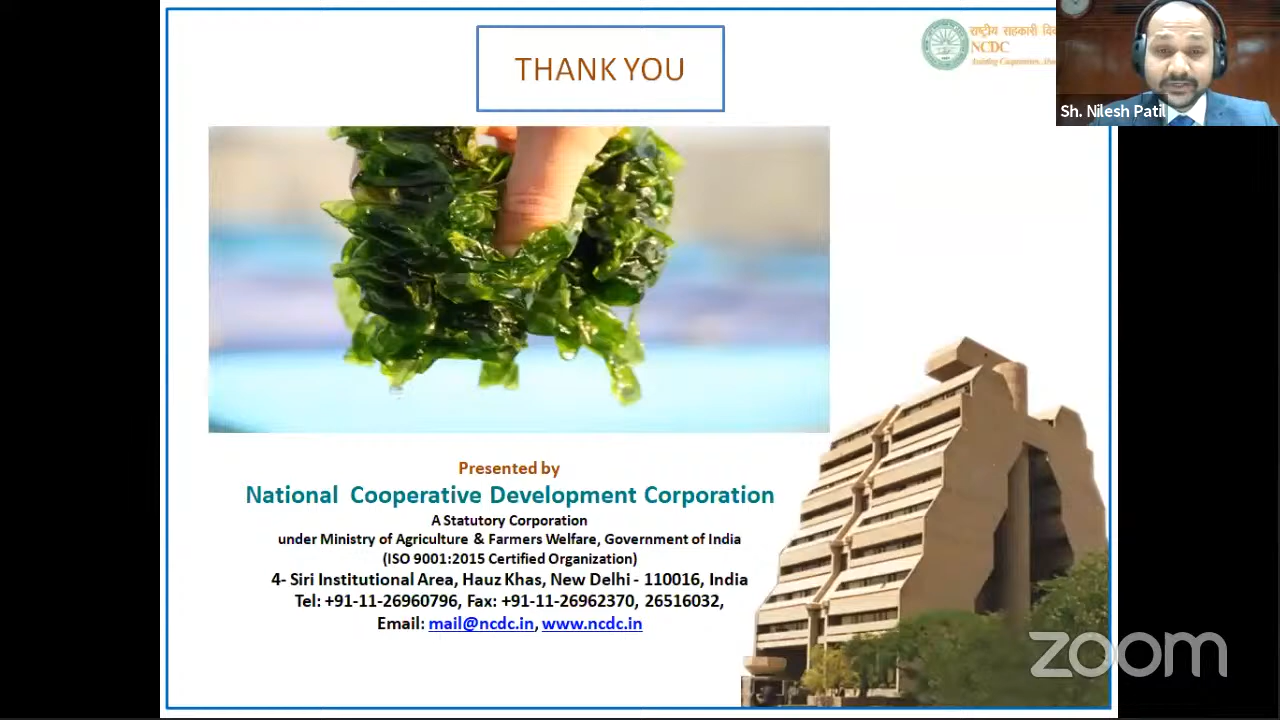 THANK YOU
राष्ट्रीय सहकारी
NCDC
Sh. Nilesh Patil
Presented by
National Cooperative Development Corporation
A Statutory Corporation
under Ministry of Agriculture & Farmers Welfare, Government of India
(ISO 9001:2015 Certified Organization)
4- Siri Institutional Area, Hauz Khas, New Delhi - 110016, India
Tel: +91-11-26960796, Fax: +91-11-26962370, 26516032,
Email: mail@ncdc.in, www.ncdc.in
zoom